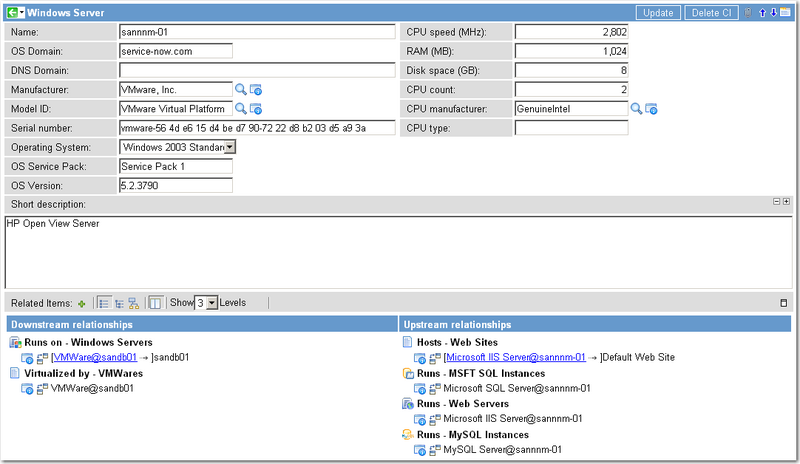 Windows Server Update Delete CI
Name: sannnm-01 CPU speed (MHz): 2,802
OS Domain: service-now.com RAM (MB): 1,024
DNS Domain: Disk space (GB): 8
Manufacturer: VMware, Inc. CPU count: 2
Model ID: VMware Virtual Platform CPU manufacturer: GenuineIntel
Serial number: vmware-56 4d e6 15 d4 be d7 90-72 22 d8 b2 03 d5 a9 3a CPU type:
Operating System: Windows 2003 Standar
OS Service Pack: Service Pack 1
OS Version: 5.2.3790
Short description:
HP Open View Server
Related Items: Show 3 Levels
Downstream relationships
Runs on - Windows Servers
[VMWare@sandb01 → ]sandb01
Virtualized by - VMWares
VMWare@sandb01
Upstream relationships
Hosts - Web Sites
[Microsoft IIS Server@sannnm-01 → ]Default Web Site
Runs - MSFT SQL Instances
Microsoft SQL Server@sannnm-01
Runs - Web Servers
Microsoft IIS Server@sannnm-01
Runs - MySQL Instances
MySQL Server@sannnm-01